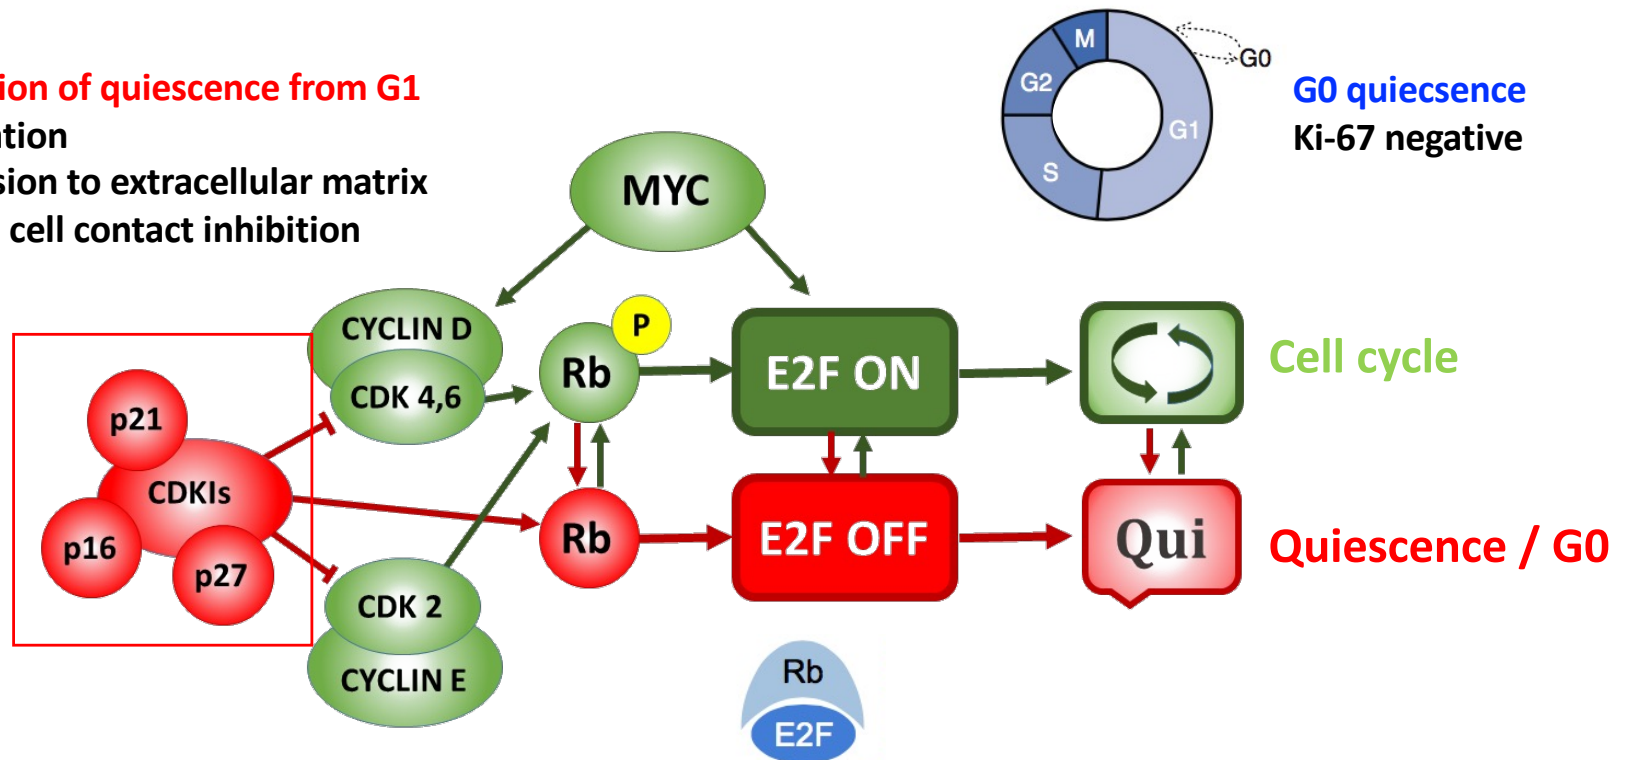 ion of quiescence from G1
ation
sion to extracellular matrix
cell contact inhibition
M
G2
G1
S
G0
G0 quiecsence
Ki-67 negative
MYC
CYCLIN D
CDK 4,6
Rb
P
E2F ON
Cell cycle
p21
CDKIs
p16
p27
Rb
E2F OFF
Qui
Quiescence / G0
CDK 2
CYCLIN E
Rb
E2F